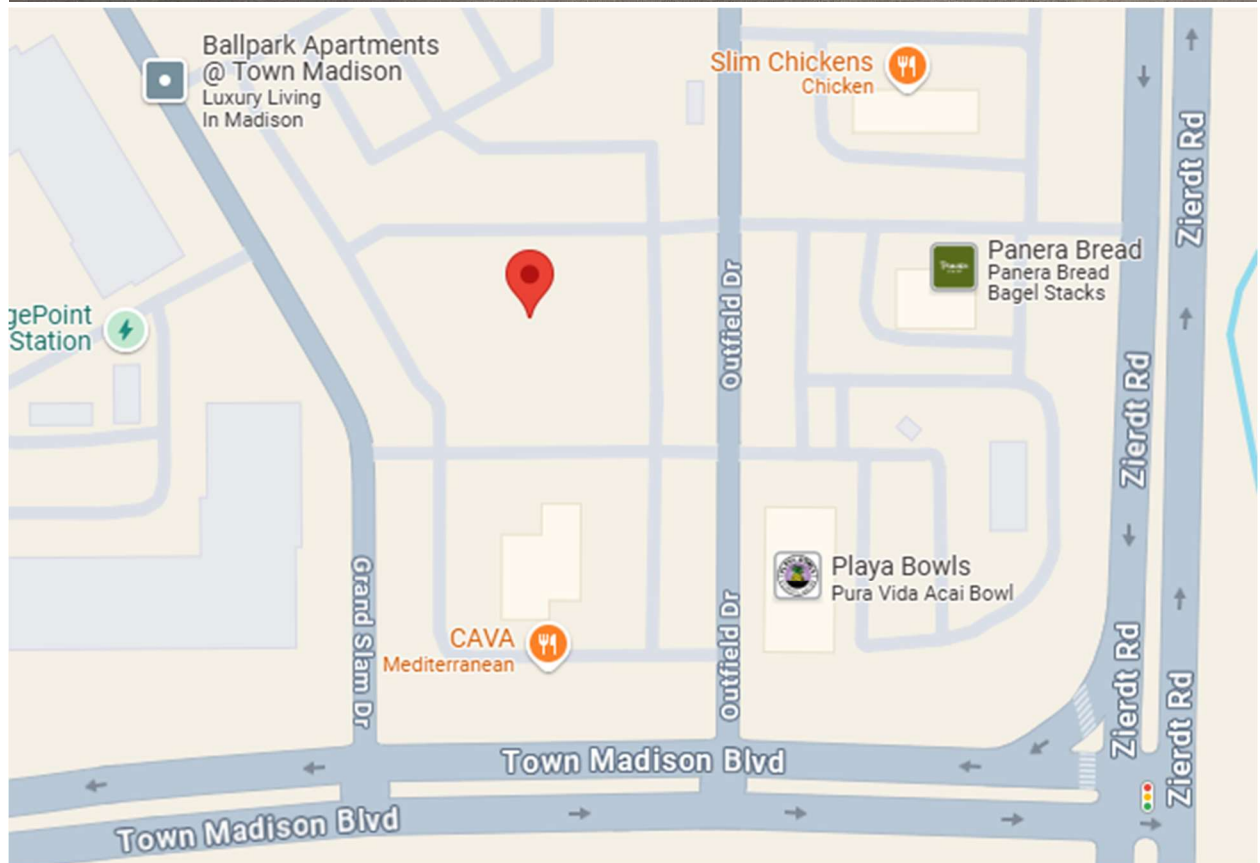 Ballpark Apartments
@ Town Madison
Luxury Living
In Madison
Slim Chickens
Chicken
Zierdt Rd
Panera Bread
Panera Bread
Bagel Stacks
Outfield Dr
gePoint
Station
Zierdt Rd
Grand Slam Dr
Playa Bowls
Pura Vida Acai Bowl
Outfield Dr
CAVA
Mediterranean
Zierdt Rd
Zierdt Rd
Town Madison Blvd
Town Madison Blvd